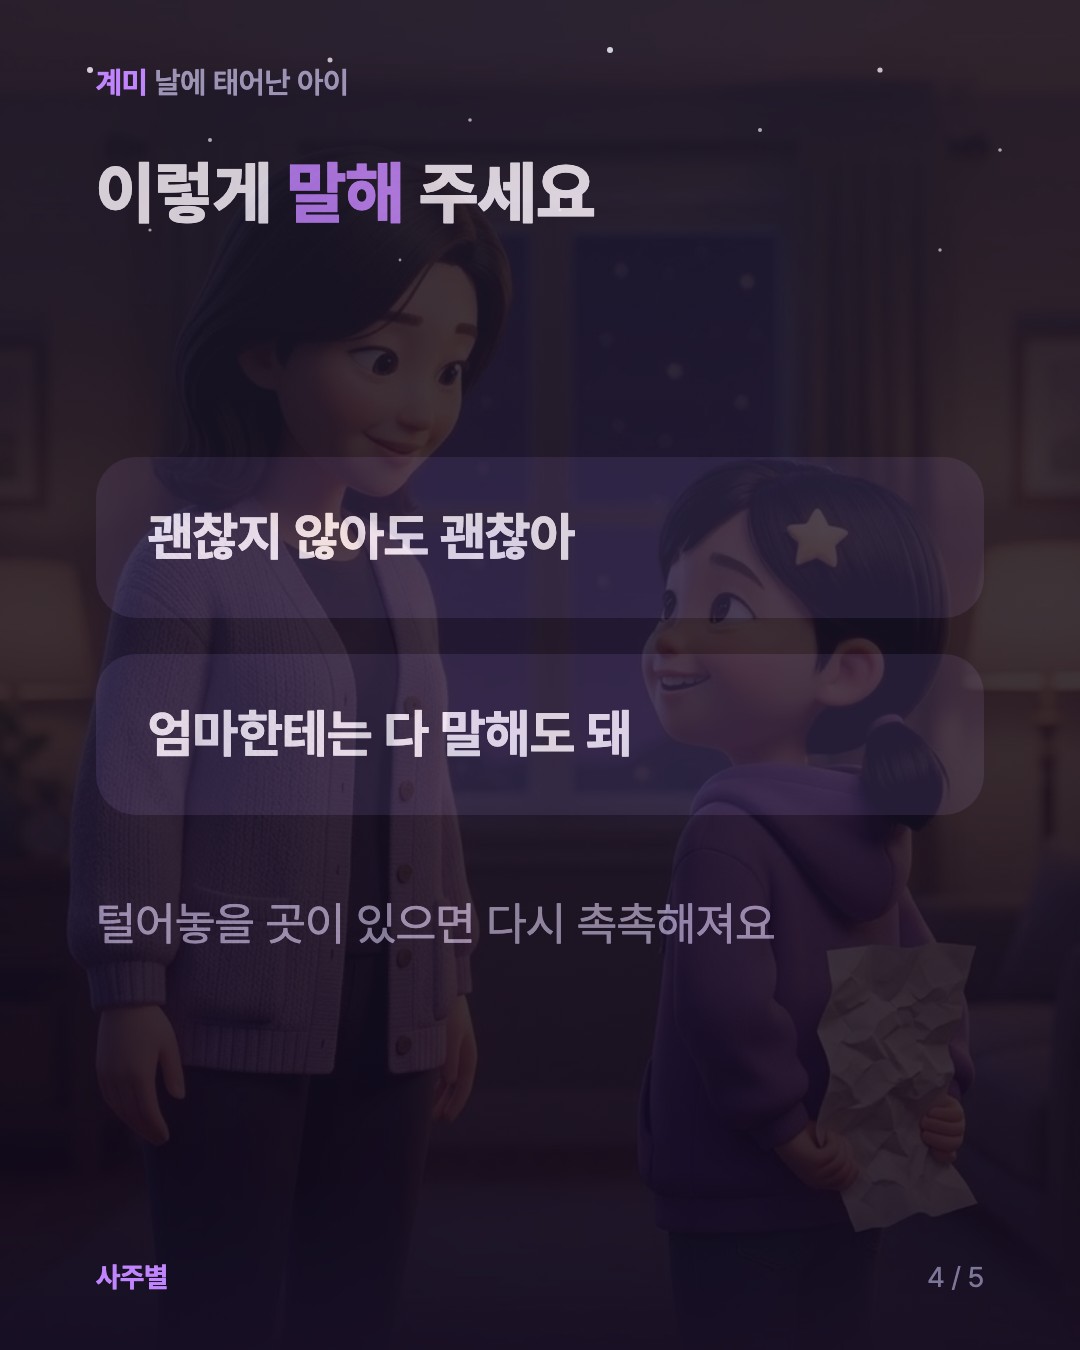 계미 날에 태어난 아이
이렇게 말해 주세요
괜찮지 않아도 괜찮아
엄마한테는 다 말해도 돼
털어놓을 곳이 있으면 다시 촉촉해져요
사주별
4 / 5